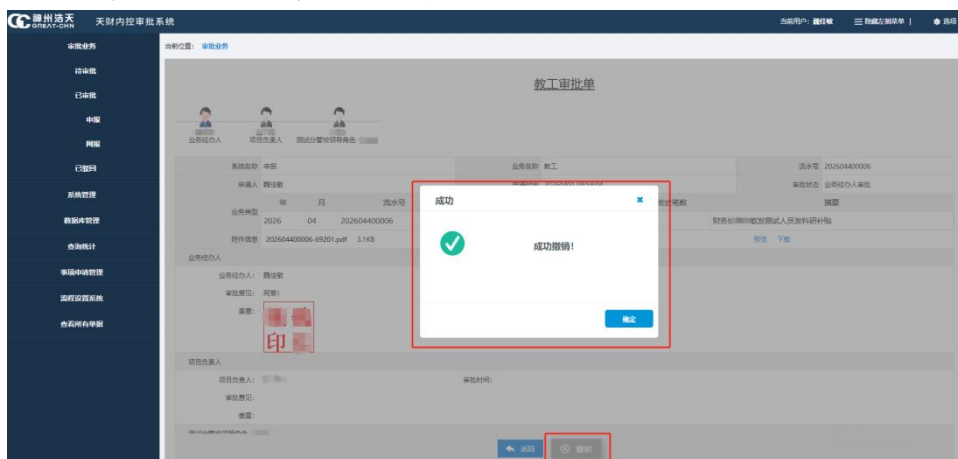 神州浩天 天财内控审批系统
GREAT-CHN
当前用户: 魏佳敏 隐藏左侧菜单 | 选项
审批业务
待审批
已审批
申报
网报
已驳回
系统管理
数据库管理
查询统计
事项申请管理
流程设置系统
查看所有单据
当前位置: 审批业务
教工审批单
业务经办人 项目负责人 测试分管校领导角色
系统名称 申报 业务名称 教工 流水号 202604400006
申请人 魏佳敏 审批状态 业务经办人审批
业务类型 年 月 流水号 发放笔数 摘要
2026 04 202604400006
附件信息 202604400006-69201.pdf 3.1KB 预览 下载
业务经办人
业务经办人: 魏佳敏
审批意见: 同意!
盖章:
印
项目负责人
项目负责人: 审批时间:
审批意见:
盖章:
成功
成功撤销!
确定
返回 撤销